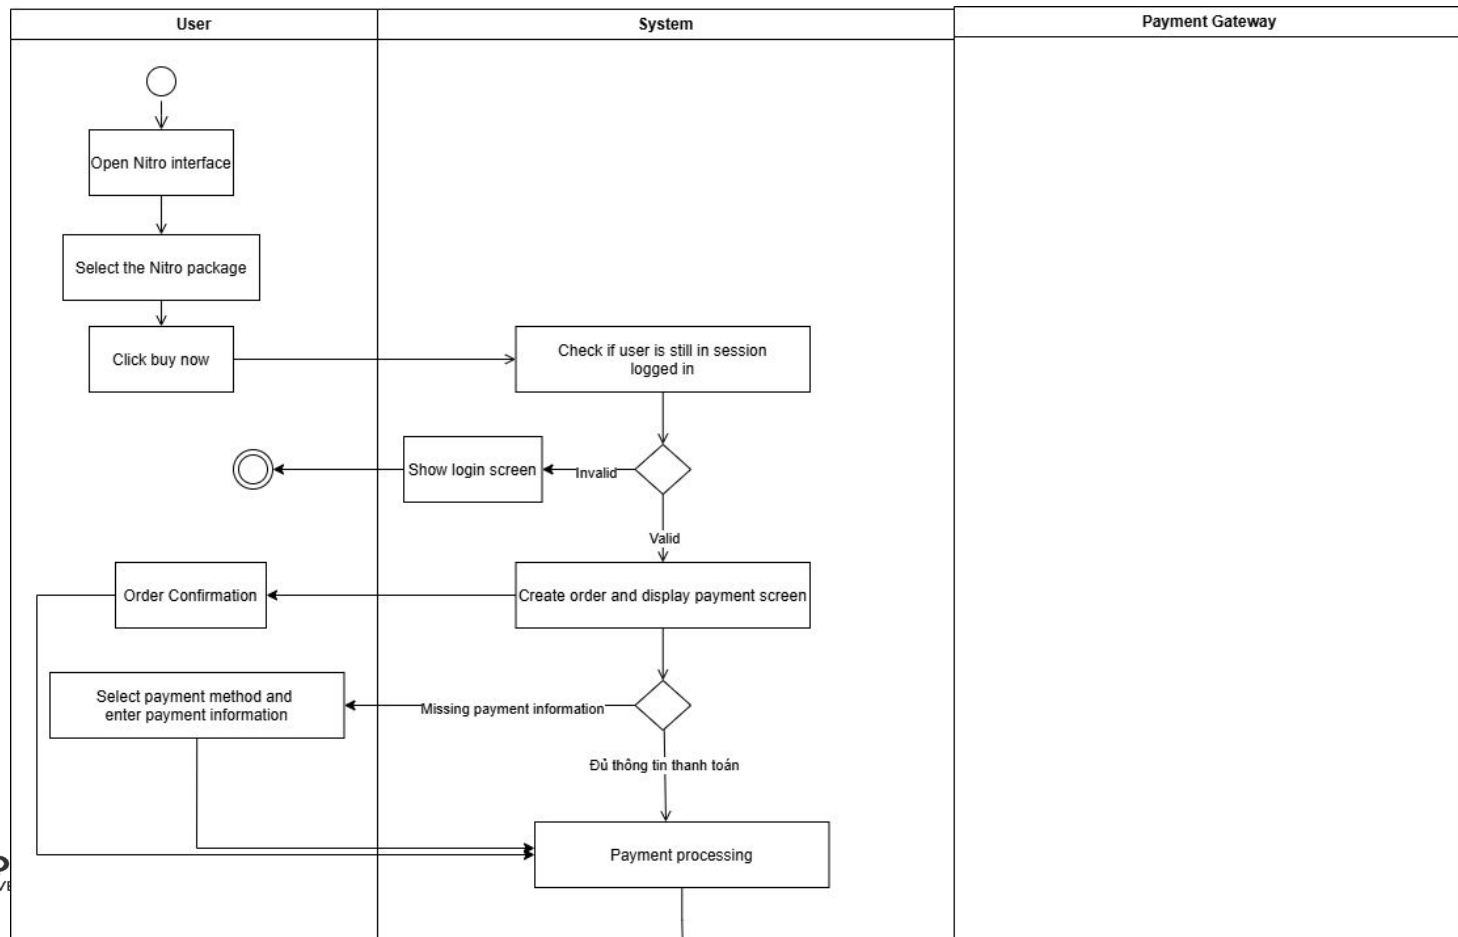 User
System
Payment Gateway
Open Nitro interface
Select the Nitro package
Click buy now
Check if user is still in session
logged in
Show login screen
Invalid
Valid
Order Confirmation
Create order and display payment screen
Select payment method and
enter payment information
Missing payment information
Đủ thông tin thanh toán
Payment processing